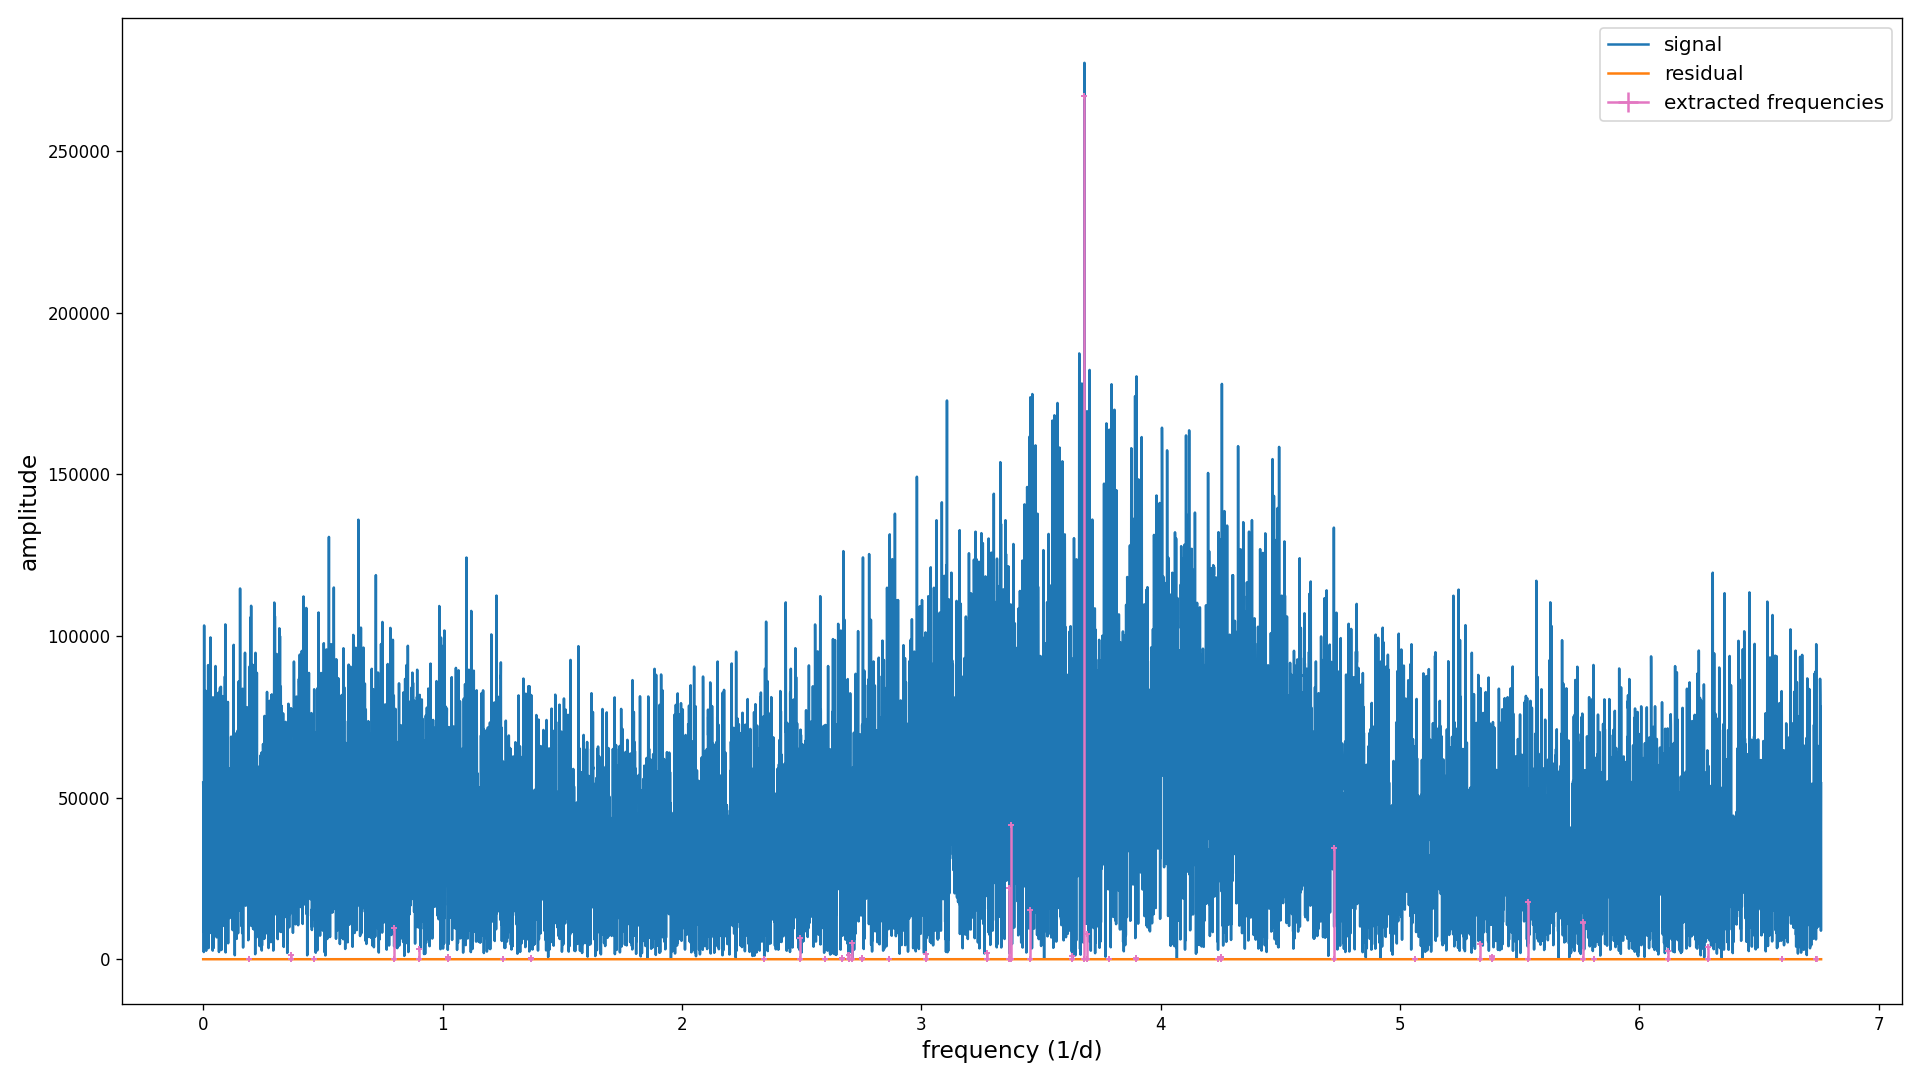 signal
residual
extracted frequencies
250000
200000
150000
100000
50000
0
amplitude
0 1 2 3 4 5 6 7
frequency (1/d)